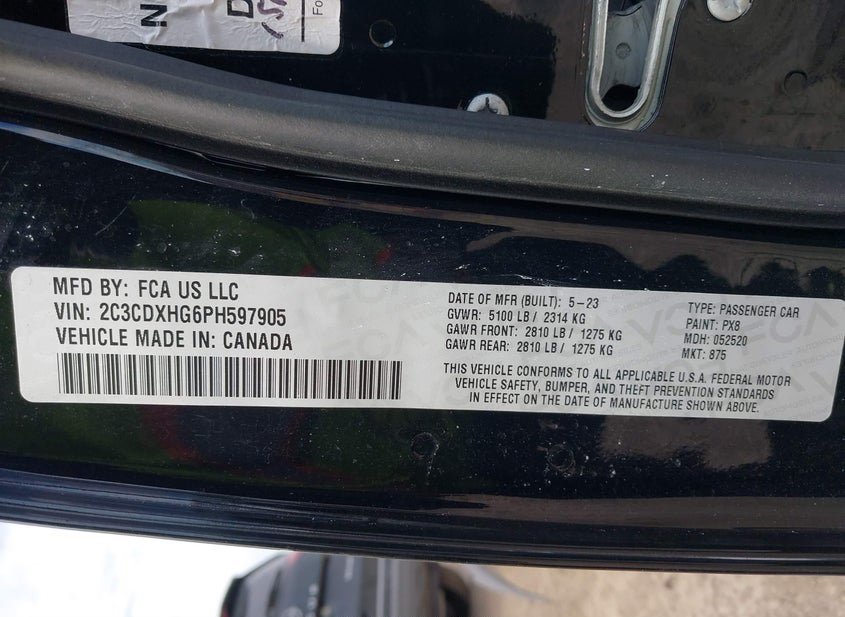 N
D
Fo
MFD BY: FCA US LLC
VIN: 2C3CDXHG6PH597905
VEHICLE MADE IN: CANADA
DATE OF MFR (BUILT): 5-23
GVWR: 5100 LB/ 2314 KG
GAWR FRONT: 2810 LB/ 1275 KG
GAWR REAR: 2810 LB/ 1275 KG
TYPE: PASSENGER CAR
PAINT: PX8
MDH: 052520
MKT: 875
THIS VEHICLE CONFORMS TO ALL APPLICABLE U.S.A. FEDERAL MOTOR
VEHICLE SAFETY, BUMPER, AND THEFT PREVENTION STANDARDS
IN EFFECT ON THE DATE OF MANUFACTURE SHOWN ABOVE.